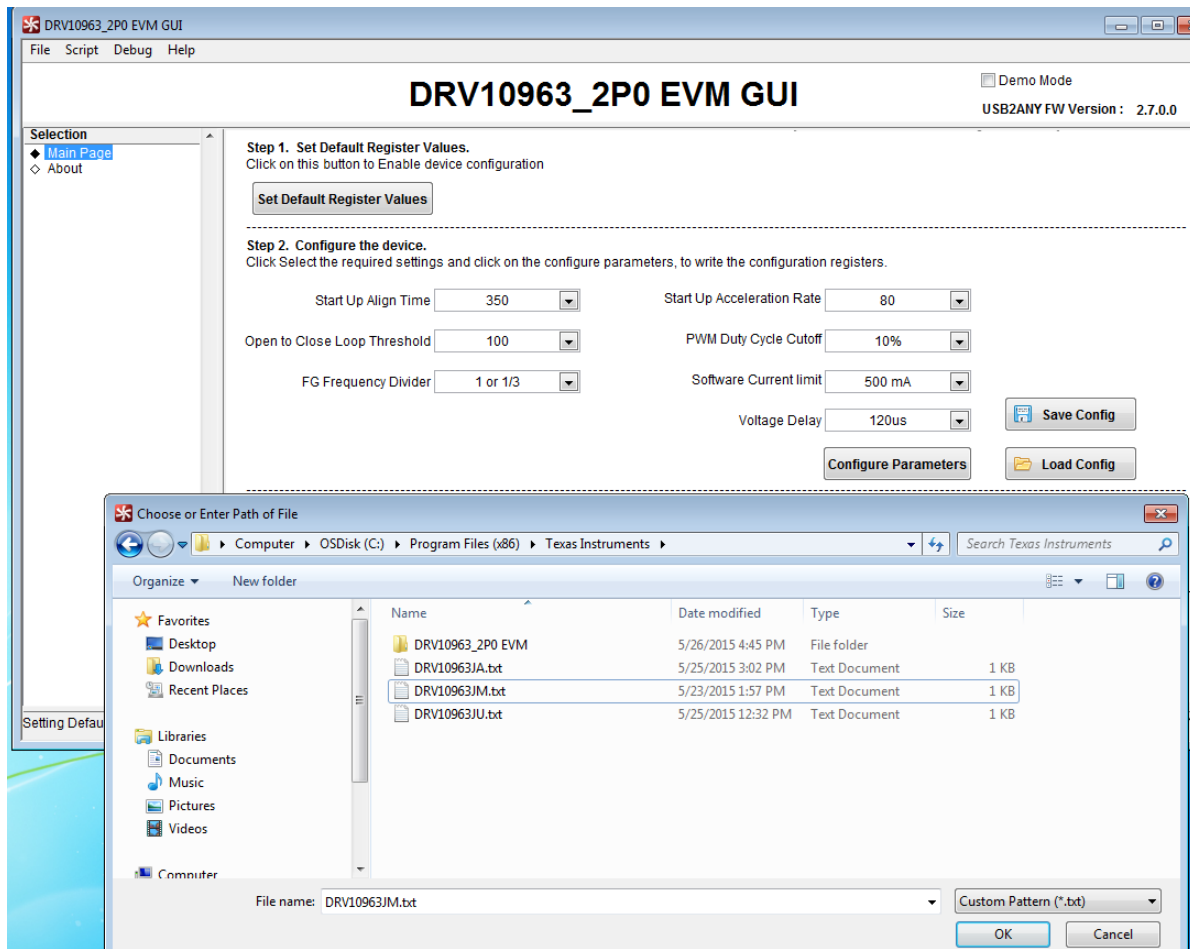 DRV10963_2P0 EVM GUI
File Script Debug Help
DRV10963_2P0 EVM GUI
Demo Mode
USB2ANY FW Version : 2.7.0.0
Selection
Main Page
About
Step 1. Set Default Register Values.
Click on this button to Enable device configuration
Set Default Register Values
Step 2. Configure the device.
Click Select the required settings and click on the configure parameters, to write the configuration registers.
Start Up Align Time 350 Start Up Acceleration Rate 80
Open to Close Loop Threshold 100 PWM Duty Cycle Cutoff 10%
FG Frequency Divider 1 or 1/3 Software Current limit 500 mA
Voltage Delay 120us Save Config
Configure Parameters Load Config
Setting Defau
Choose or Enter Path of File
Computer OSDisk (C:) Program Files (x86) Texas Instruments Search Texas Instruments
Organize New folder
Favorites
Desktop
Downloads
Recent Places
Libraries
Documents
Music
Pictures
Videos
Computer
Name Date modified Type Size
DRV10963_2P0 EVM 5/26/2015 4:45 PM File folder
DRV10963JA.txt 5/25/2015 3:02 PM Text Document 1 KB
DRV10963JM.txt 5/23/2015 1:57 PM Text Document 1 KB
DRV10963JU.txt 5/25/2015 12:32 PM Text Document 1 KB
File name: DRV10963JM.txt Custom Pattern (*.txt)
OK Cancel